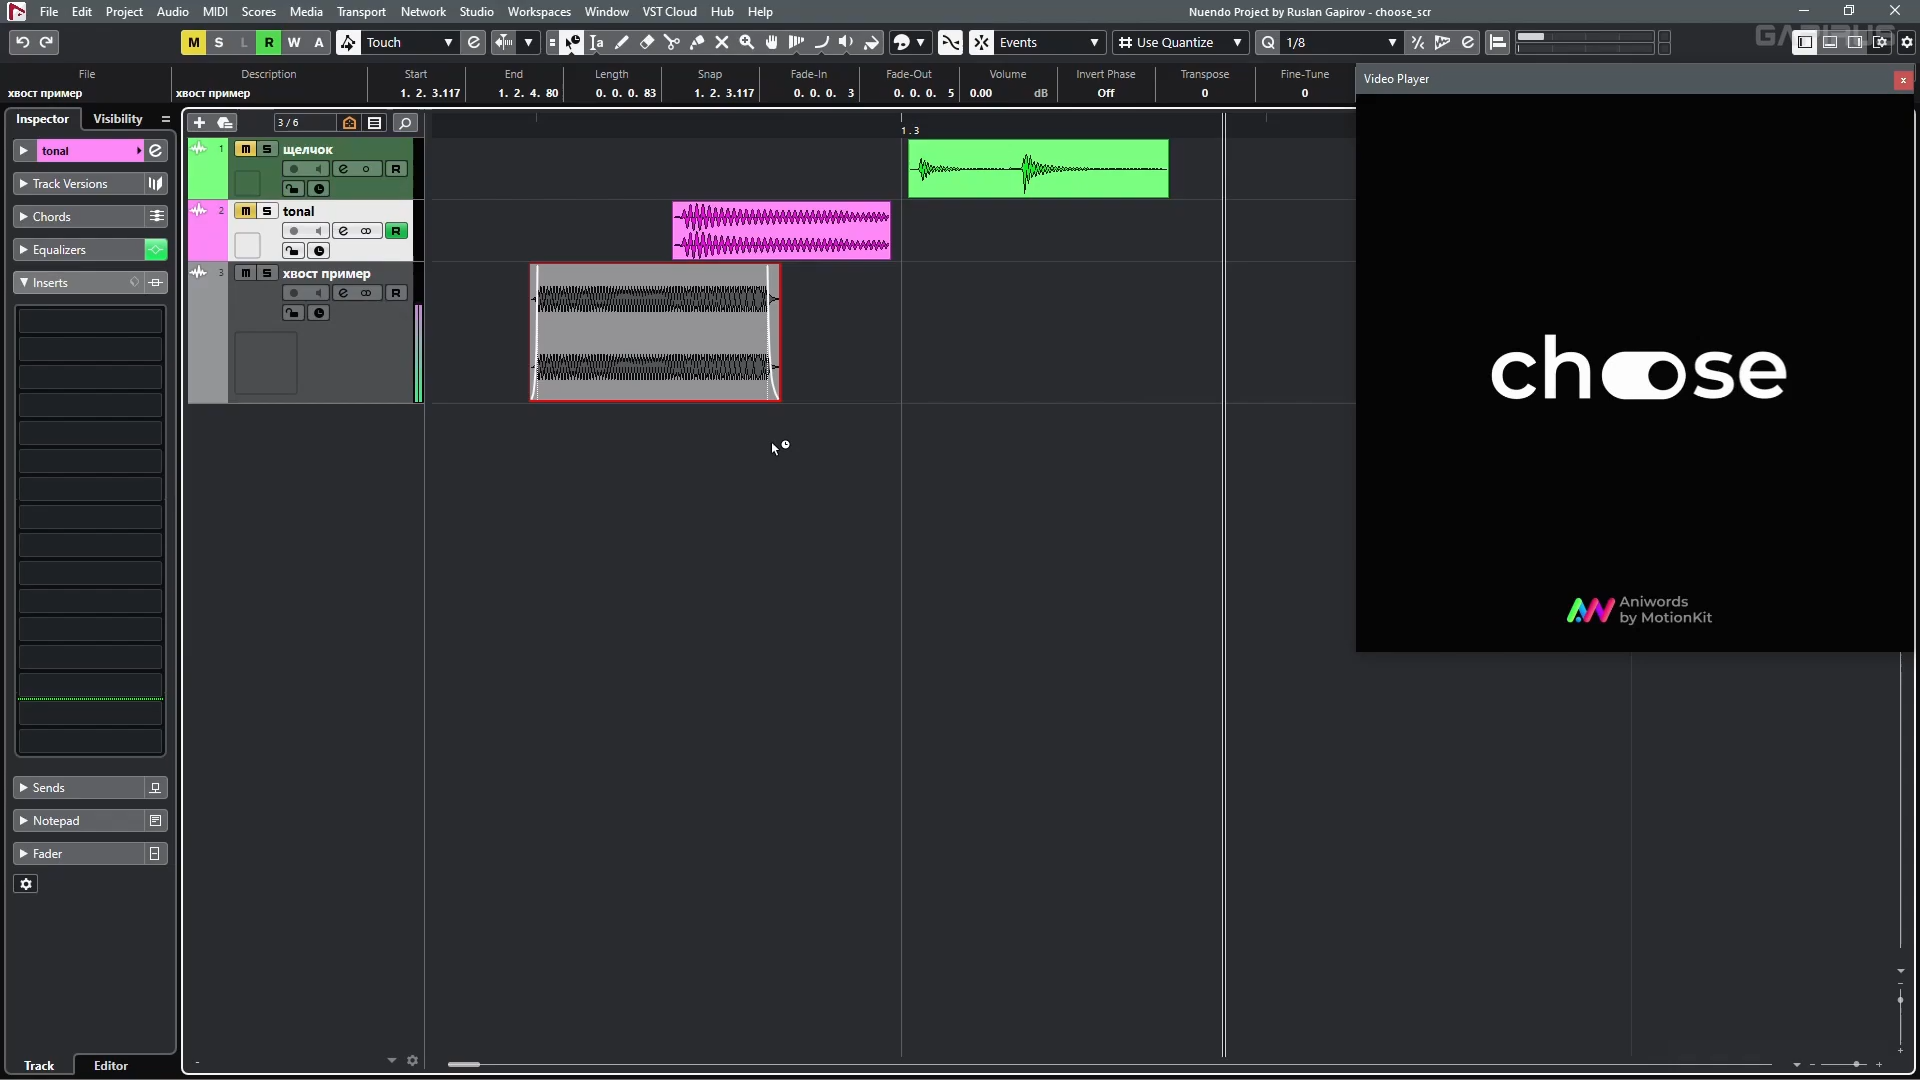 File Edit Project Audio MIDI Scores Media Transport Network Studio Workspaces Window VST Cloud Hub Help
Nuendo Project by Ruslan Gapirov - choose_scr
M S L R W A Touch Events Use Quantize Q 1/8
GAPIRUS
File Description Start End Length Snap Fade-In Fade-Out Volume Invert Phase Transpose Fine-Tune
хвост пример хвост пример 1. 2. 3.117 1. 2. 4. 80 0. 0. 0. 83 1. 2. 3.117 0. 0. 0. 3 0. 0. 0. 5 0.00 dB Off 0 0
Video Player
Inspector Visibility
3 / 6
1.3
tonal
Track Versions
Chords
Equalizers
Inserts
1 m S щелчок
R
2 m S tonal
R
3 m S хвост пример
R
choose
Aniwords
by MotionKit
Sends
Notepad
Fader
Track Editor